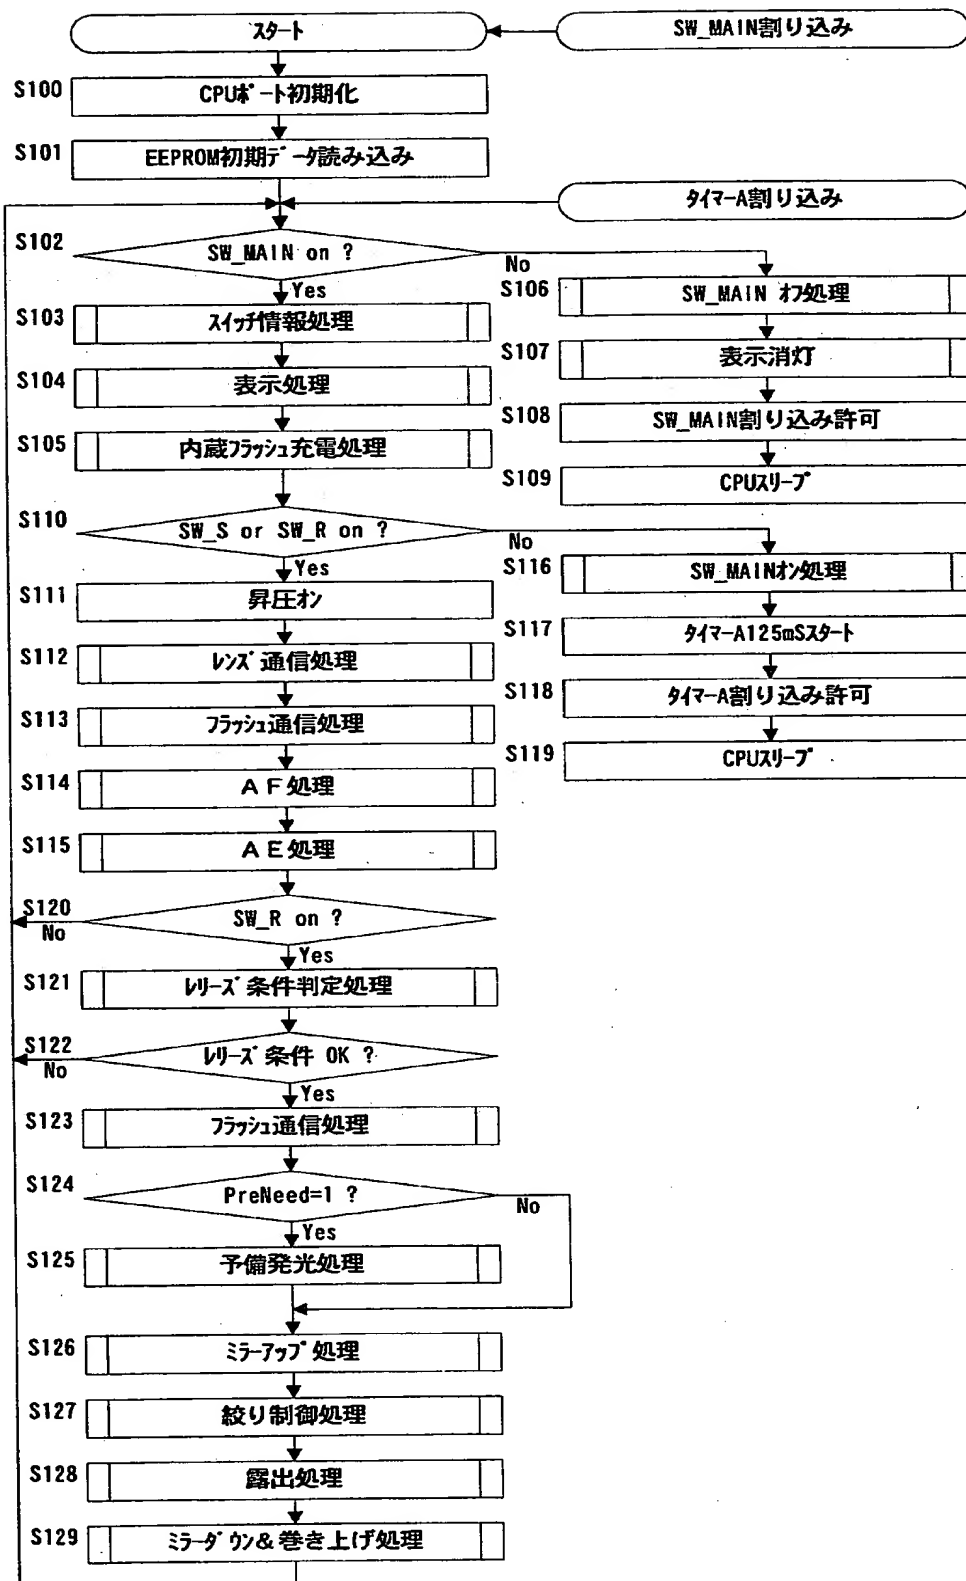 スタート
SW_MAIN割り込み
S100
CPUポート初期化
S101
EEPROM初期データ読み込み
タイマーA割り込み
S102
SW_MAIN on ?
No
Yes
S103
スイッチ情報処理
S104
表示処理
S105
内蔵フラッシュ充電処理
S106
SW_MAIN オフ処理
S107
表示消灯
S108
SW_MAIN割り込み許可
S109
CPUスリープ
S110
SW_S or SW_R on ?
No
Yes
S111
昇圧オン
S112
レンズ通信処理
S113
フラッシュ通信処理
S114
AF処理
S115
AE処理
S116
SW_MAINオン処理
S117
タイマーA125mSスタート
S118
タイマーA割り込み許可
S119
CPUスリープ
S120
SW_R on ?
No
Yes
S121
レリーズ条件判定処理
S122
レリーズ条件 OK ?
No
Yes
S123
フラッシュ通信処理
S124
PreNeed=1 ?
No
Yes
S125
予備発光処理
S126
ミラーアップ処理
S127
絞り制御処理
S128
露出処理
S129
ミラーダウン&巻き上げ処理